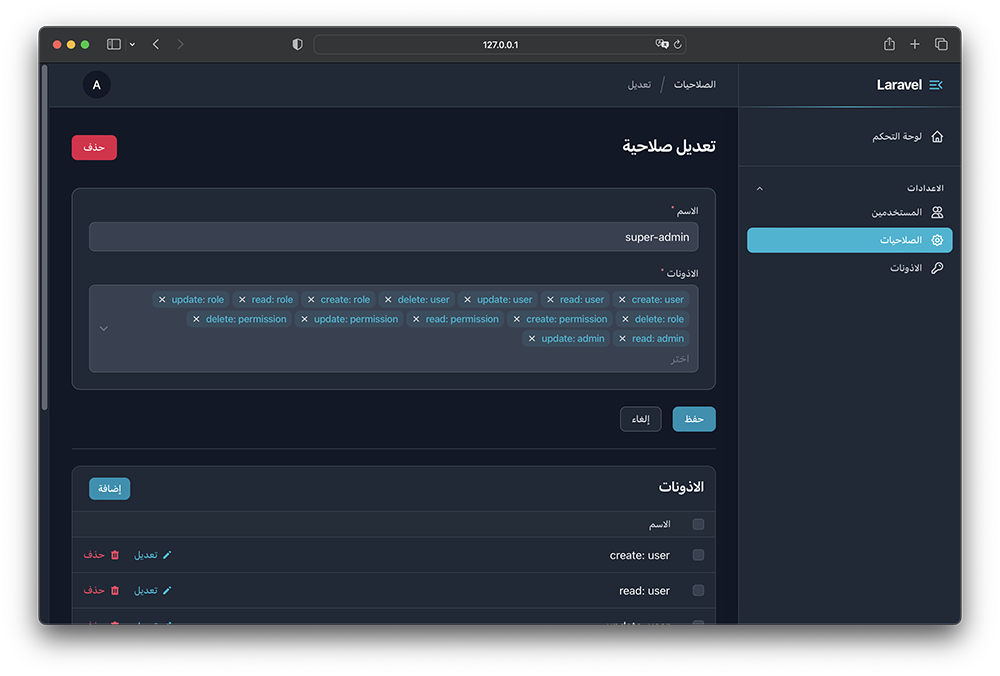 127.0.0.1
Laravel
الصلاحيات / تعديل
A
لوحة التحكم
الاعدادات
المستخدمين
الصلاحيات
الاذونات
تعديل صلاحية
حذف
الاسم *
super-admin
الاذونات *
create: user × read: user × update: user × delete: user × create: role × read: role × update: role ×
delete: role × create: permission × read: permission × update: permission × delete: permission ×
read: admin × update: admin ×
اختر
حفظ إلغاء
الاذونات إضافة
الاسم
create: user تعديل حذف
read: user تعديل حذف